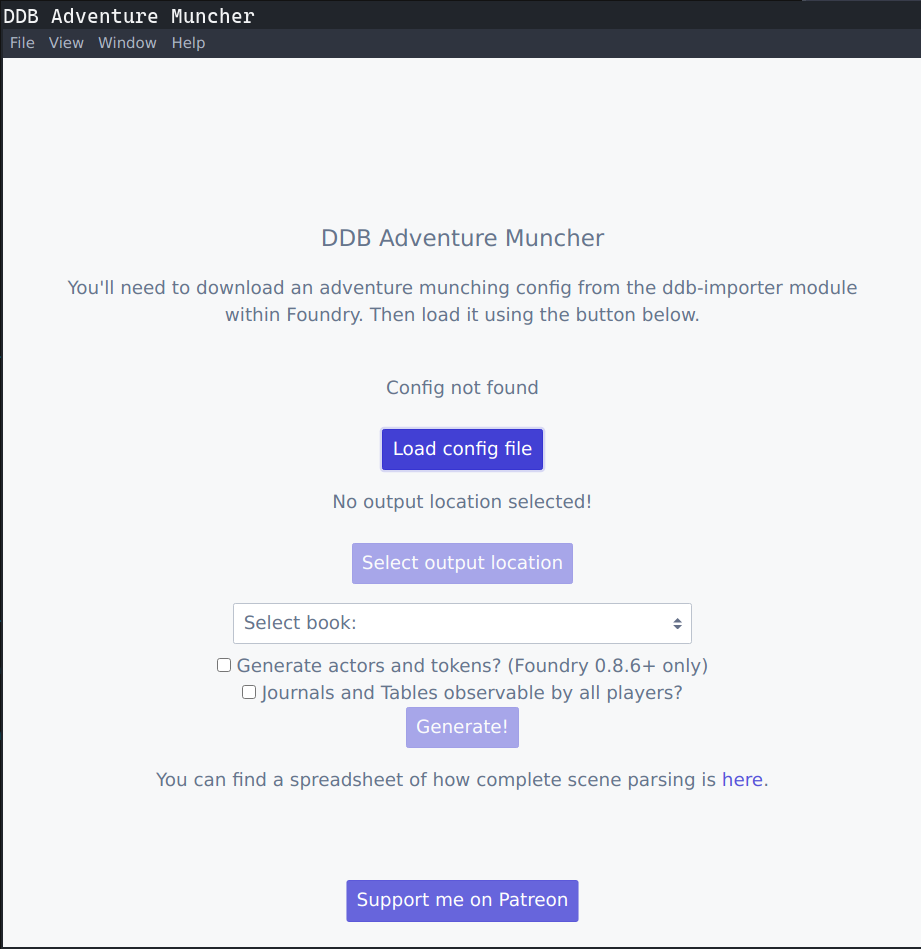 DDB Adventure Muncher
File View Window Help
DDB Adventure Muncher
You'll need to download an adventure munching config from the ddb-importer module
within Foundry. Then load it using the button below.
Config not found
Load config file
No output location selected!
Select output location
Select book:
Generate actors and tokens? (Foundry 0.8.6+ only)
Journals and Tables observable by all players?
Generate!
You can find a spreadsheet of how complete scene parsing is here.
Support me on Patreon